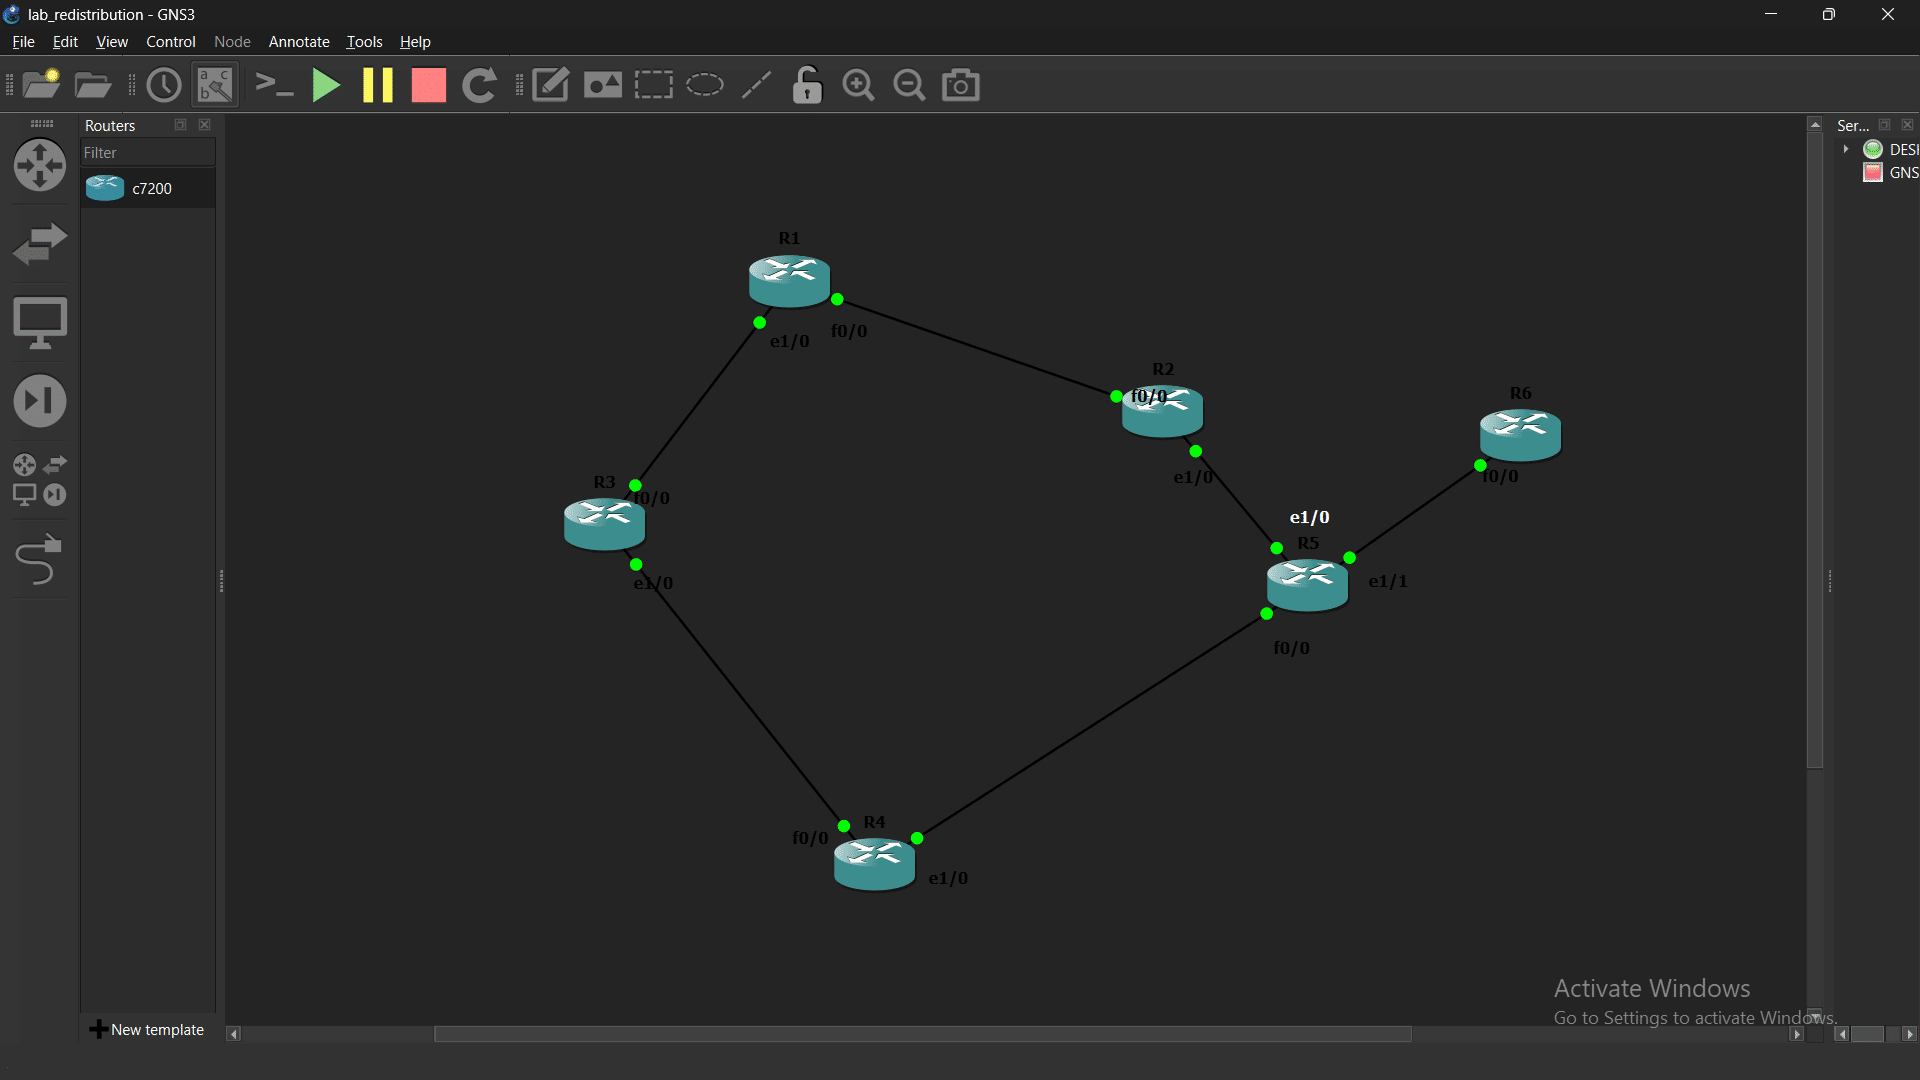 lab_redistribution - GNS3
File Edit View Control Node Annotate Tools Help
a c
b
Routers
Filter
c7200
New template
Ser...
DES
GNS
R1
e1/0
f0/0
R2
f0/0
e1/0
R6
f0/0
R3
f0/0
e1/0
e1/0
R5
e1/1
f0/0
R4
f0/0
e1/0
Activate Windows
Go to Settings to activate Windows.